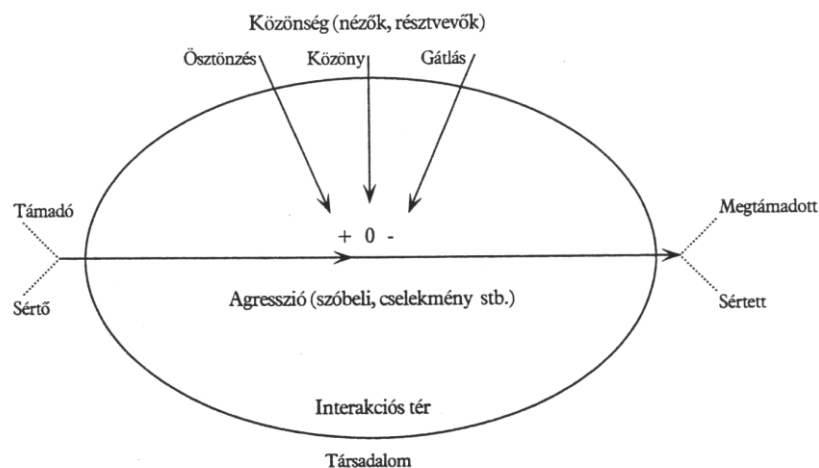 Közönség (nézők, résztvevők)
Ösztönzés Közöny Gátlás
Támadó Megtámadott
+ 0 -
Agresszió (szóbeli, cselekmény stb.)
Sértő Sértett
Interakciós tér
Társadalom